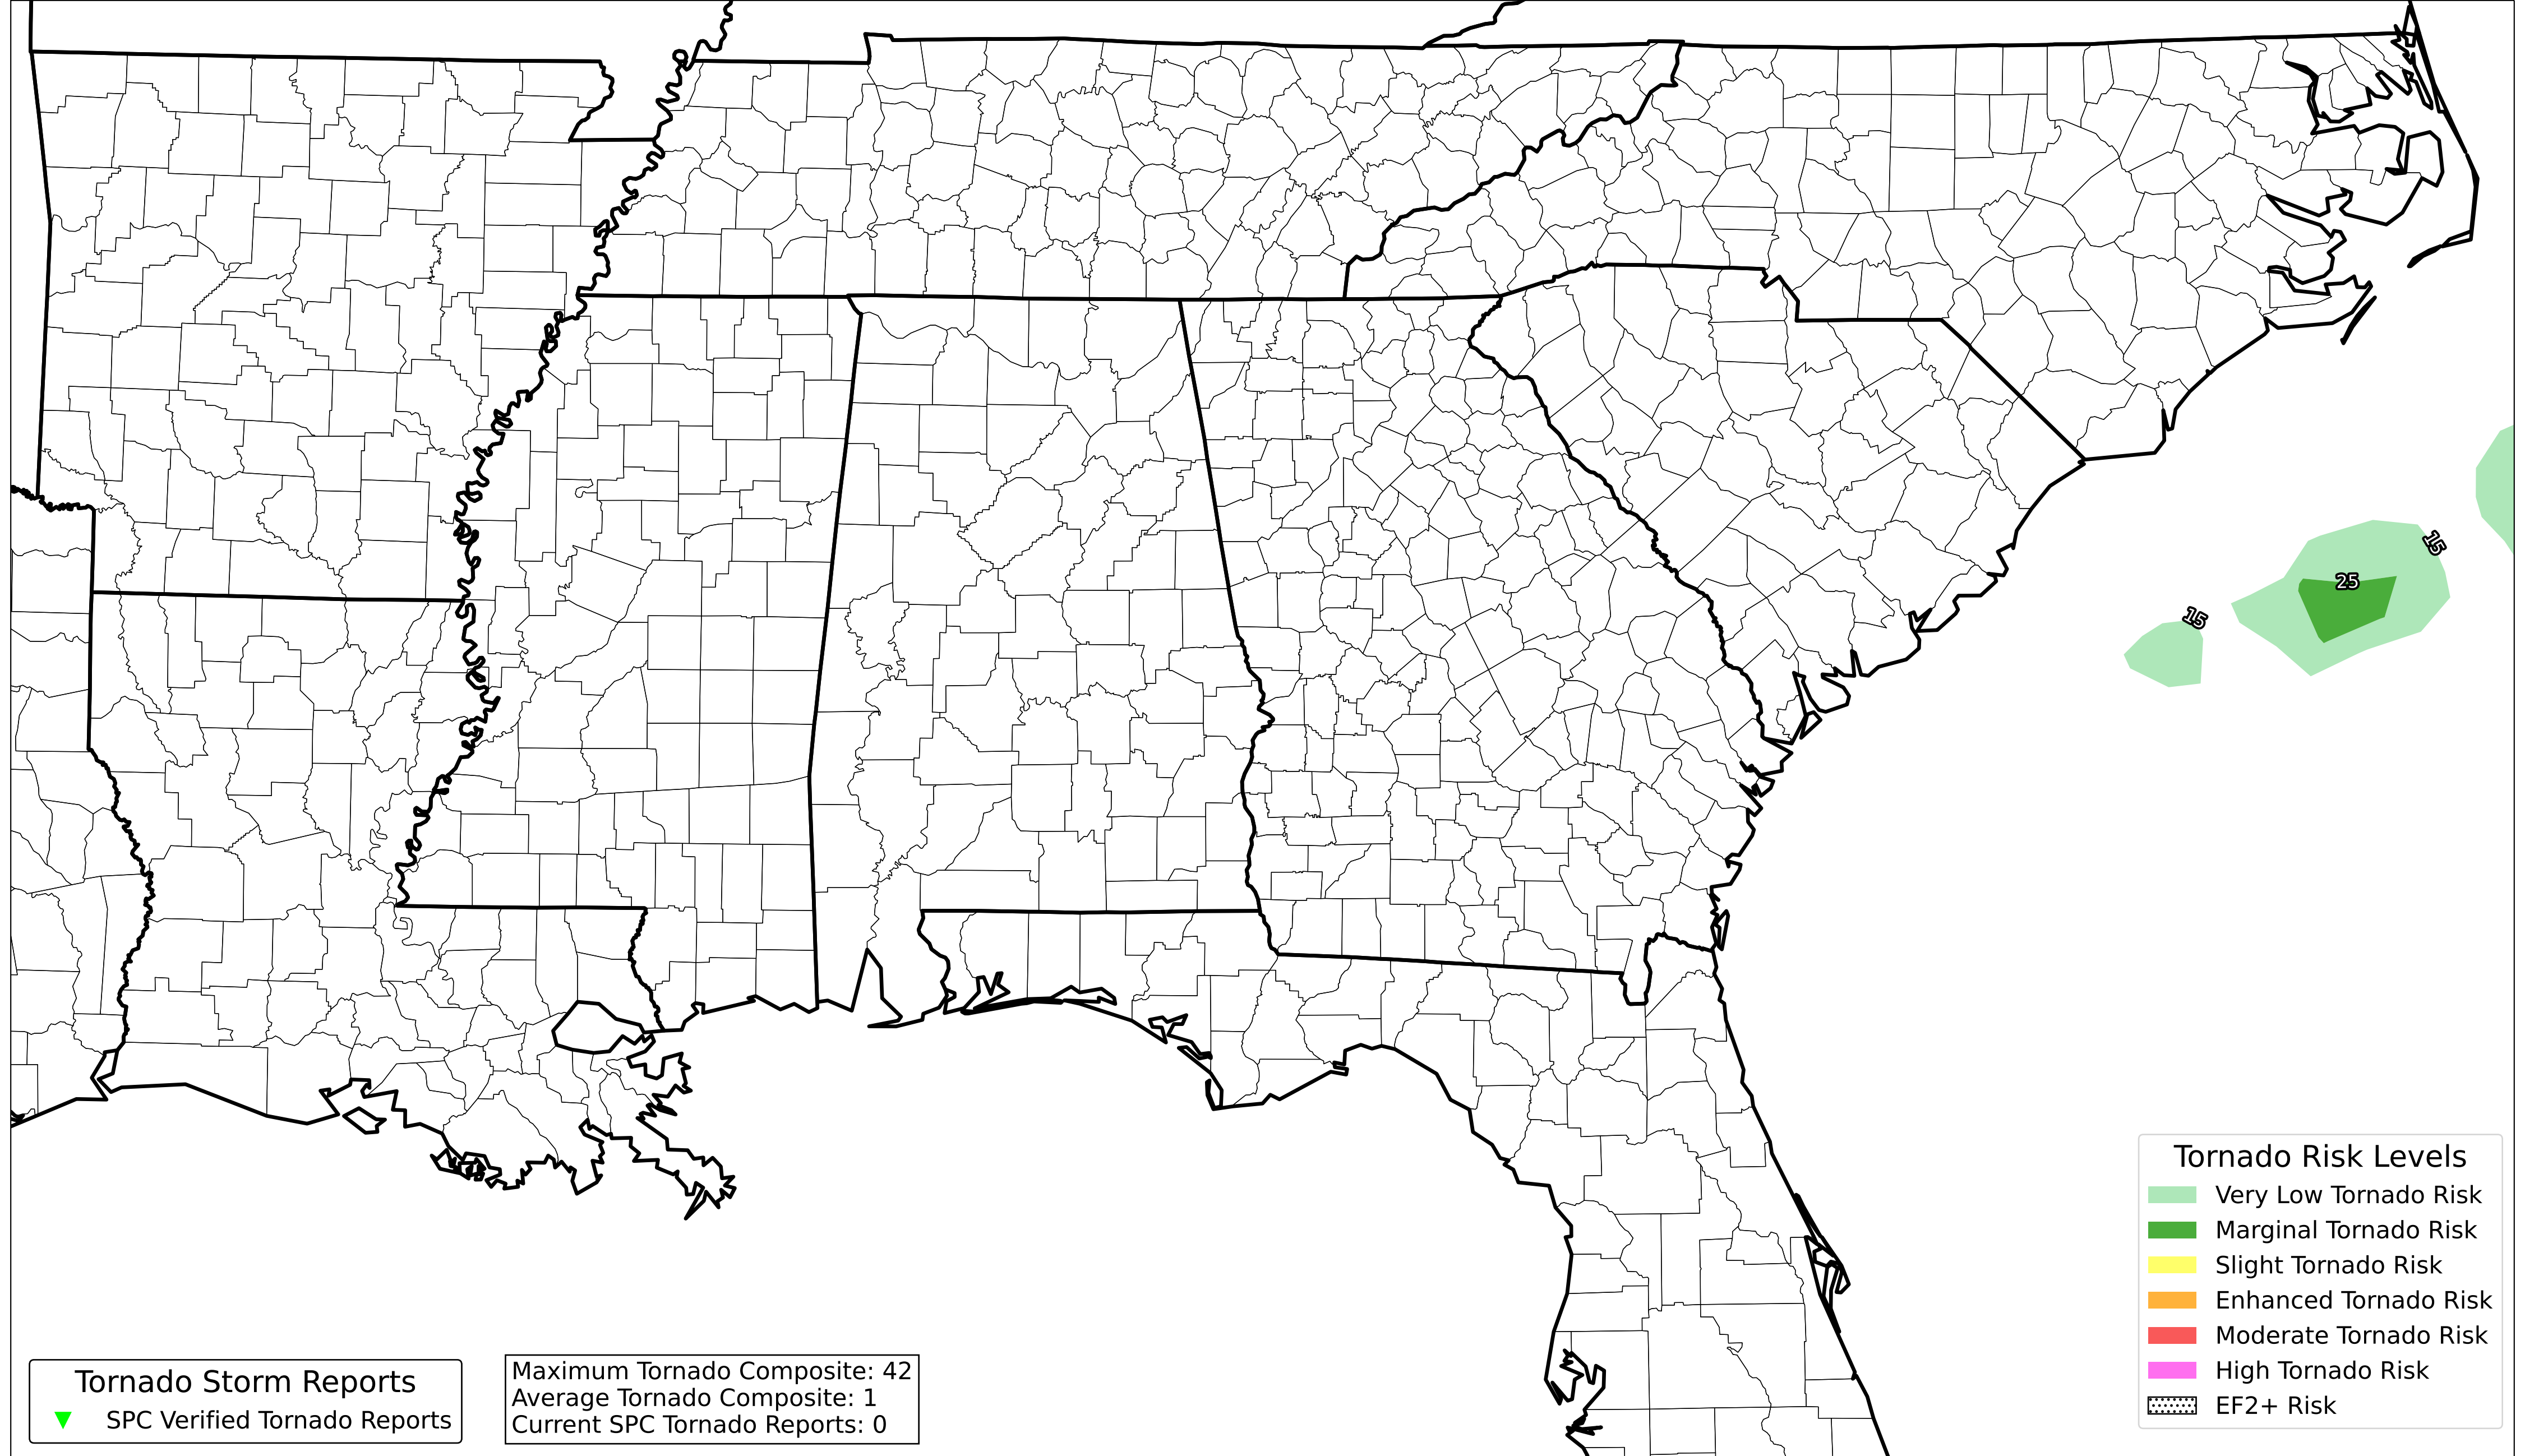 15
25
15
Tornado Risk Levels
Very Low Tornado Risk
Marginal Tornado Risk
Slight Tornado Risk
Enhanced Tornado Risk
Moderate Tornado Risk
High Tornado Risk
EF2+ Risk
Tornado Storm Reports
SPC Verified Tornado Reports
Maximum Tornado Composite: 42
Average Tornado Composite: 1
Current SPC Tornado Reports: 0